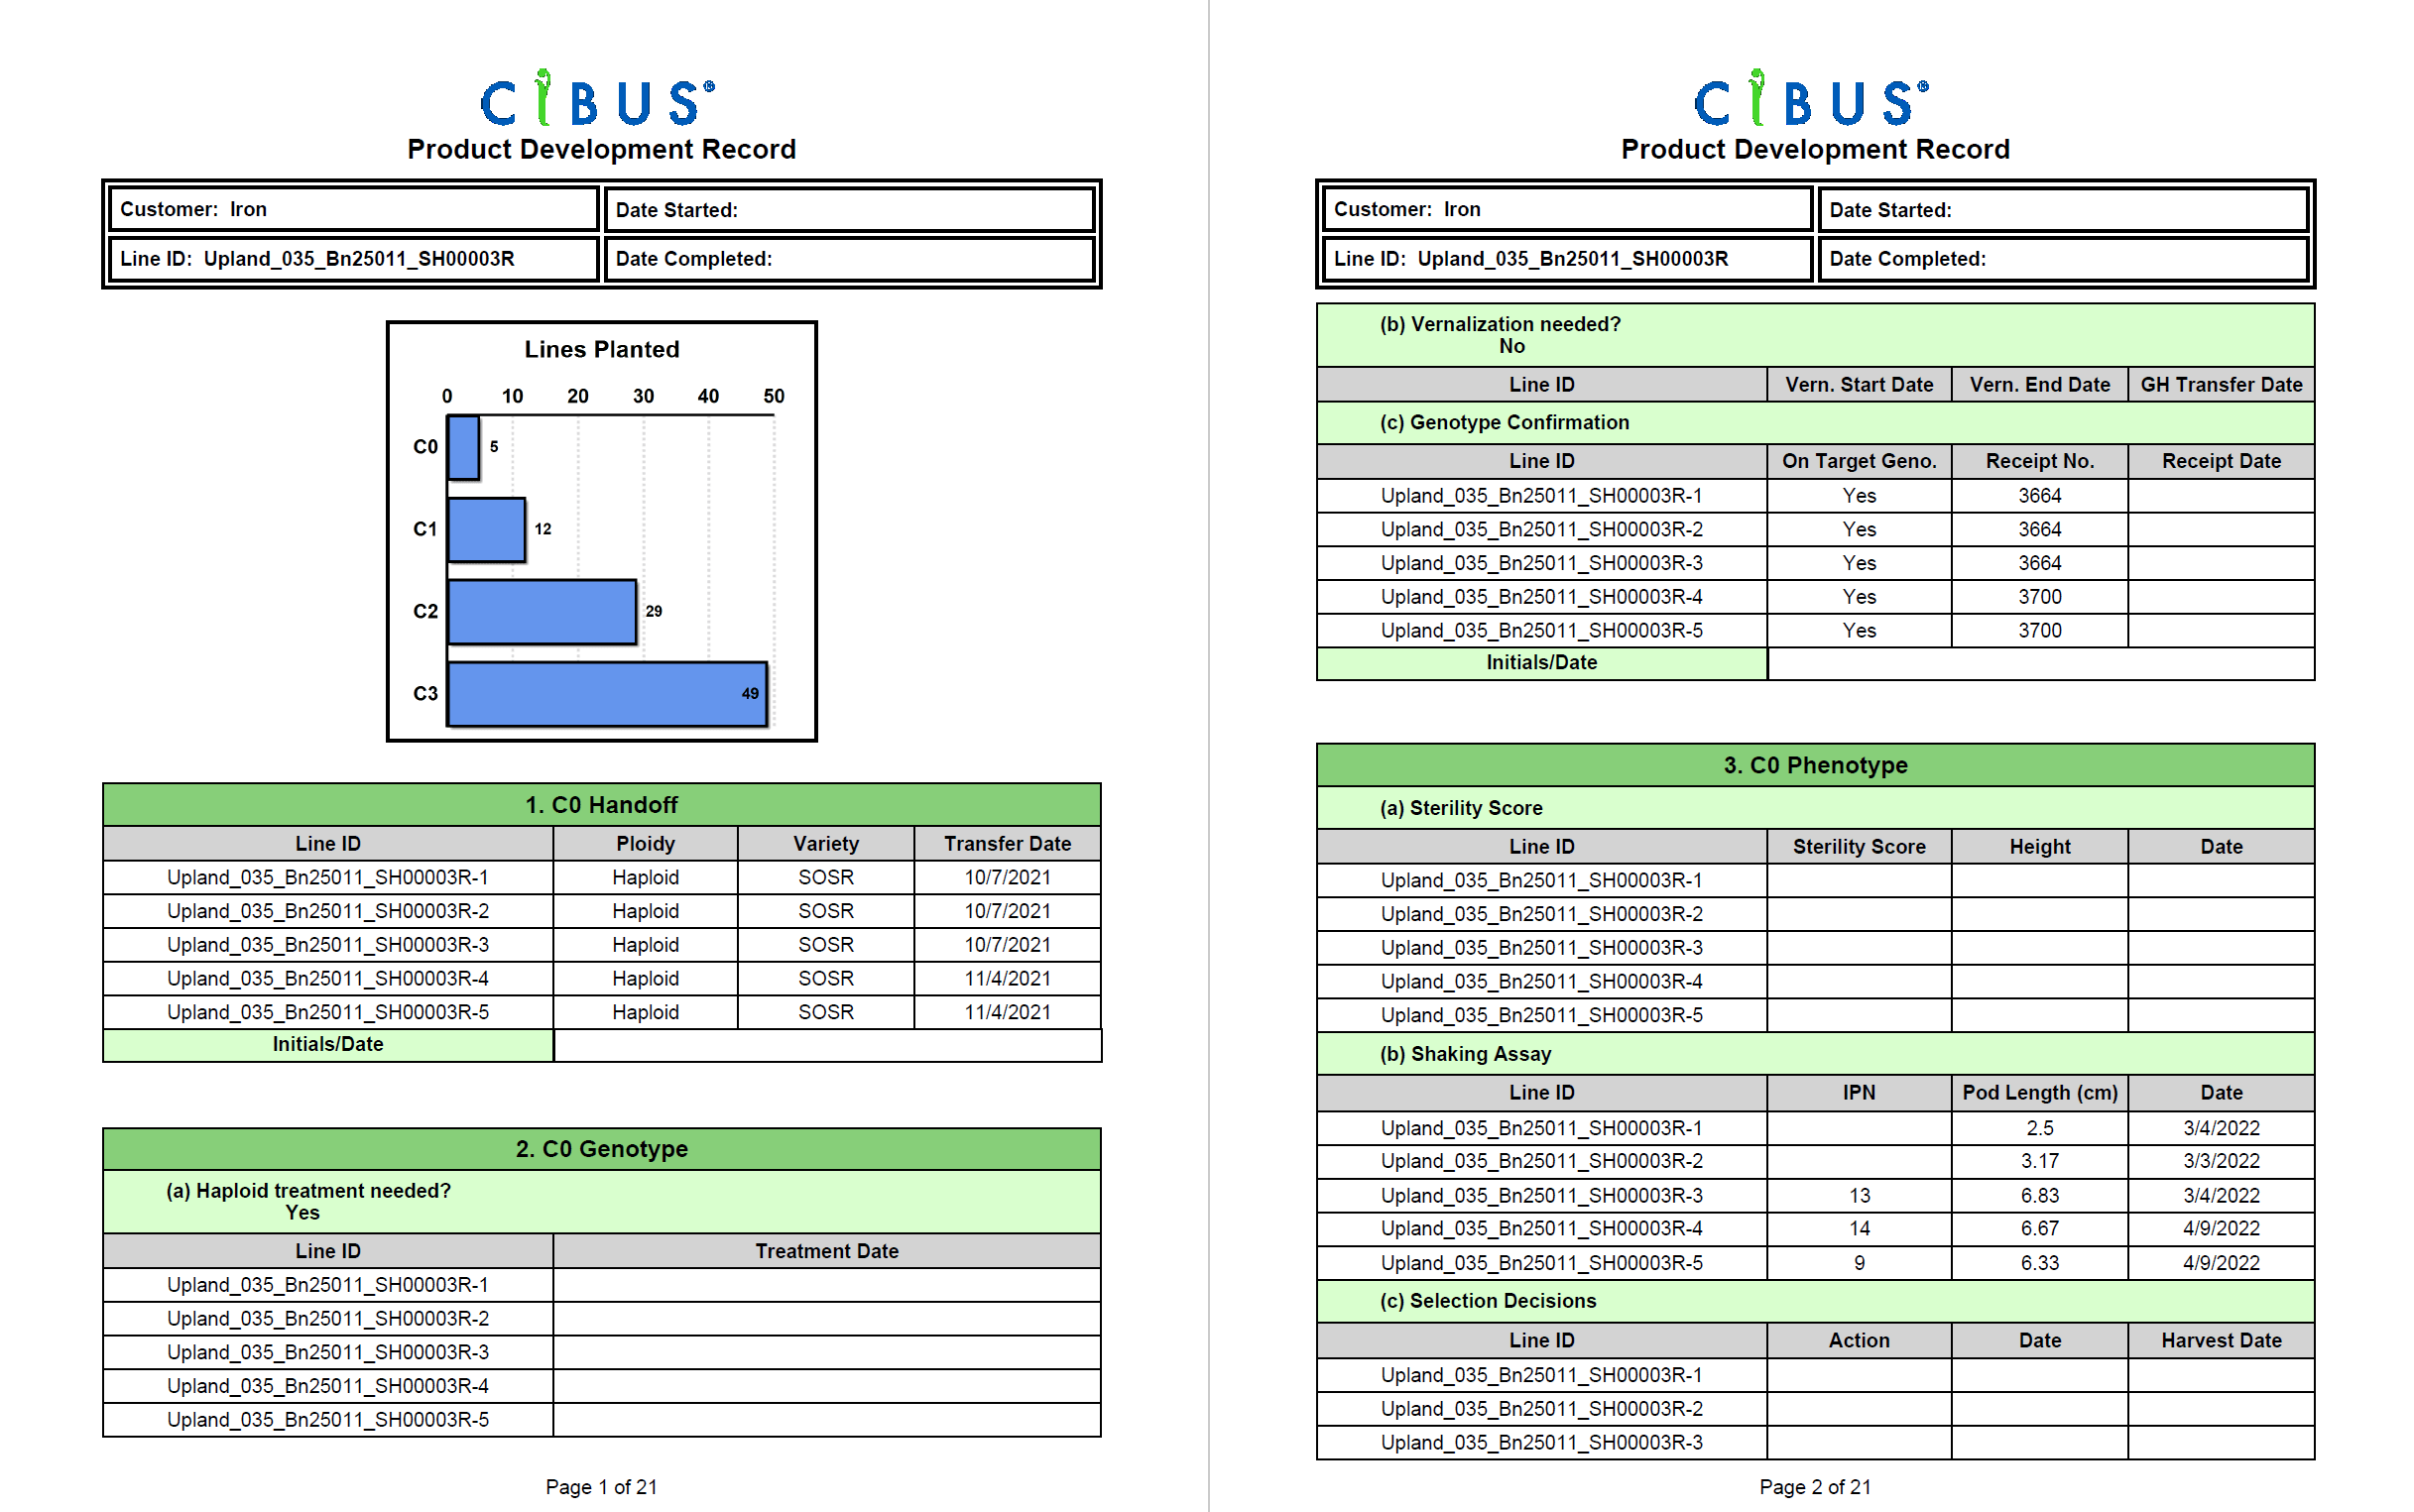 CiBUS®
Product Development Record
Customer: Iron
Date Started:
Line ID: Upland_035_Bn25011_SH00003R
Date Completed:
Lines Planted
0 10 20 30 40 50
C0 5
C1 12
C2 29
C3 49
1. C0 Handoff
Line ID Ploidy Variety Transfer Date
Upland_035_Bn25011_SH00003R-1 Haploid SOSR 10/7/2021
Upland_035_Bn25011_SH00003R-2 Haploid SOSR 10/7/2021
Upland_035_Bn25011_SH00003R-3 Haploid SOSR 10/7/2021
Upland_035_Bn25011_SH00003R-4 Haploid SOSR 11/4/2021
Upland_035_Bn25011_SH00003R-5 Haploid SOSR 11/4/2021
Initials/Date
2. C0 Genotype
(a) Haploid treatment needed?
Yes
Line ID Treatment Date
Upland_035_Bn25011_SH00003R-1
Upland_035_Bn25011_SH00003R-2
Upland_035_Bn25011_SH00003R-3
Upland_035_Bn25011_SH00003R-4
Upland_035_Bn25011_SH00003R-5
Page 1 of 21
CiBUS®
Product Development Record
Customer: Iron
Date Started:
Line ID: Upland_035_Bn25011_SH00003R
Date Completed:
(b) Vernalization needed?
No
Line ID Vern. Start Date Vern. End Date GH Transfer Date
(c) Genotype Confirmation
Line ID On Target Geno. Receipt No. Receipt Date
Upland_035_Bn25011_SH00003R-1 Yes 3664
Upland_035_Bn25011_SH00003R-2 Yes 3664
Upland_035_Bn25011_SH00003R-3 Yes 3664
Upland_035_Bn25011_SH00003R-4 Yes 3700
Upland_035_Bn25011_SH00003R-5 Yes 3700
Initials/Date
3. C0 Phenotype
(a) Sterility Score
Line ID Sterility Score Height Date
Upland_035_Bn25011_SH00003R-1
Upland_035_Bn25011_SH00003R-2
Upland_035_Bn25011_SH00003R-3
Upland_035_Bn25011_SH00003R-4
Upland_035_Bn25011_SH00003R-5
(b) Shaking Assay
Line ID IPN Pod Length (cm) Date
Upland_035_Bn25011_SH00003R-1 2.5 3/4/2022
Upland_035_Bn25011_SH00003R-2 3.17 3/3/2022
Upland_035_Bn25011_SH00003R-3 13 6.83 3/4/2022
Upland_035_Bn25011_SH00003R-4 14 6.67 4/9/2022
Upland_035_Bn25011_SH00003R-5 9 6.33 4/9/2022
(c) Selection Decisions
Line ID Action Date Harvest Date
Upland_035_Bn25011_SH00003R-1
Upland_035_Bn25011_SH00003R-2
Upland_035_Bn25011_SH00003R-3
Page 2 of 21